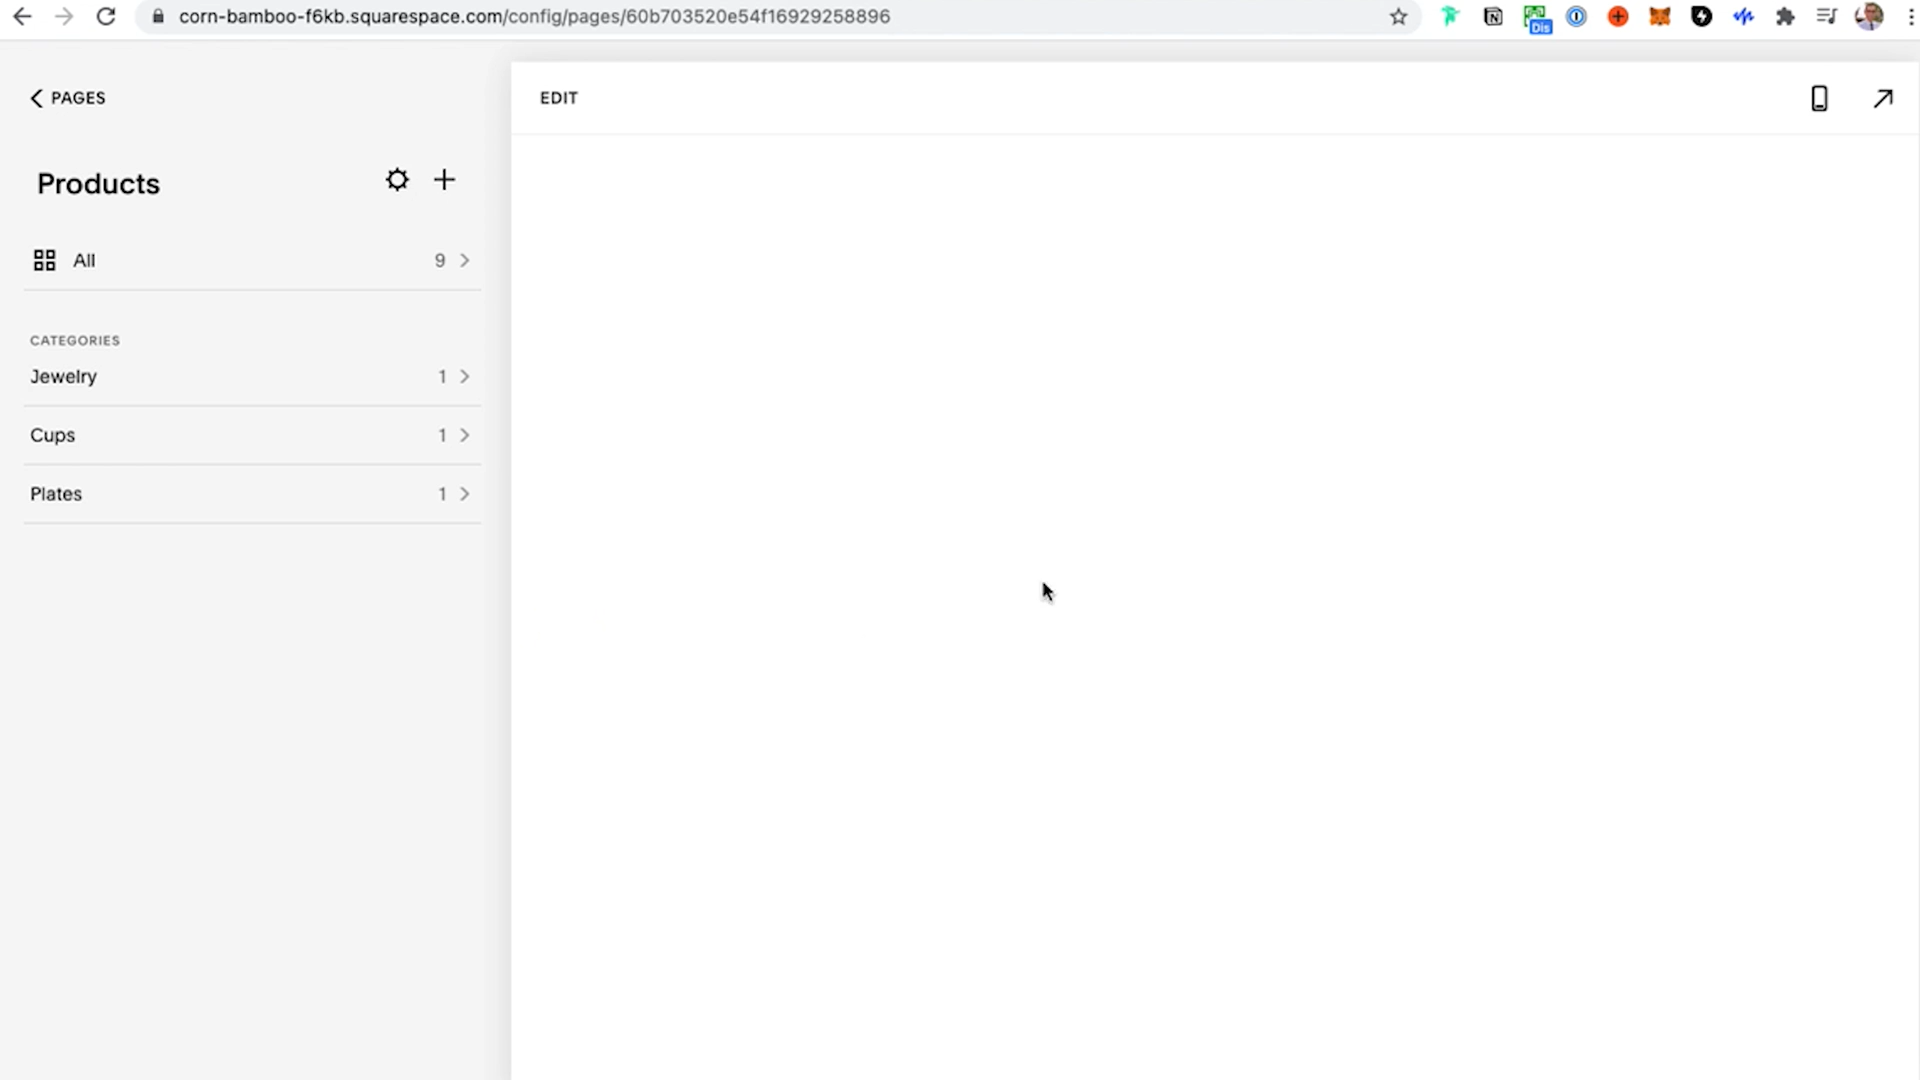 corn-bamboo-f6kb.squarespace.com/config/pages/60b703520e54f16929258896
Dis
PAGES
EDIT
Products
All 9
CATEGORIES
Jewelry 1
Cups 1
Plates 1